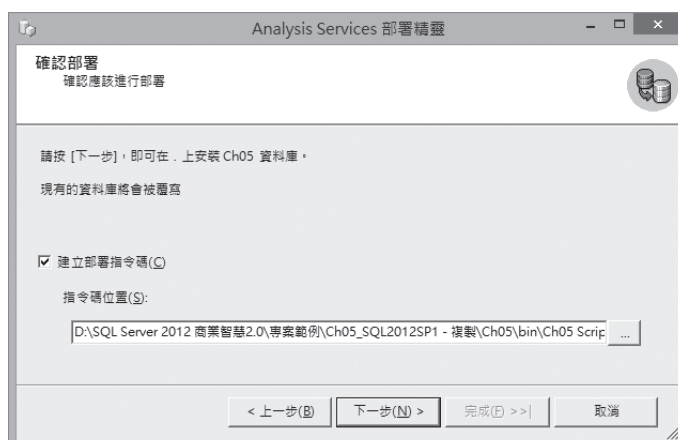 Analysis Services 部署精靈
確認部署
確認應該進行部署
請按 [下一步]，即可在 . 上安裝 Ch05 資料庫。
現有的資料庫將會被覆寫
建立部署指令碼(C)
指令碼位置(S):
D:\SQL Server 2012 商業智慧2.0\專案範例\Ch05_SQL2012SP1 - 複製\Ch05\bin\Ch05 Scrip
...
< 上一步(B)
下一步(N) >
完成(F) >>|
取消